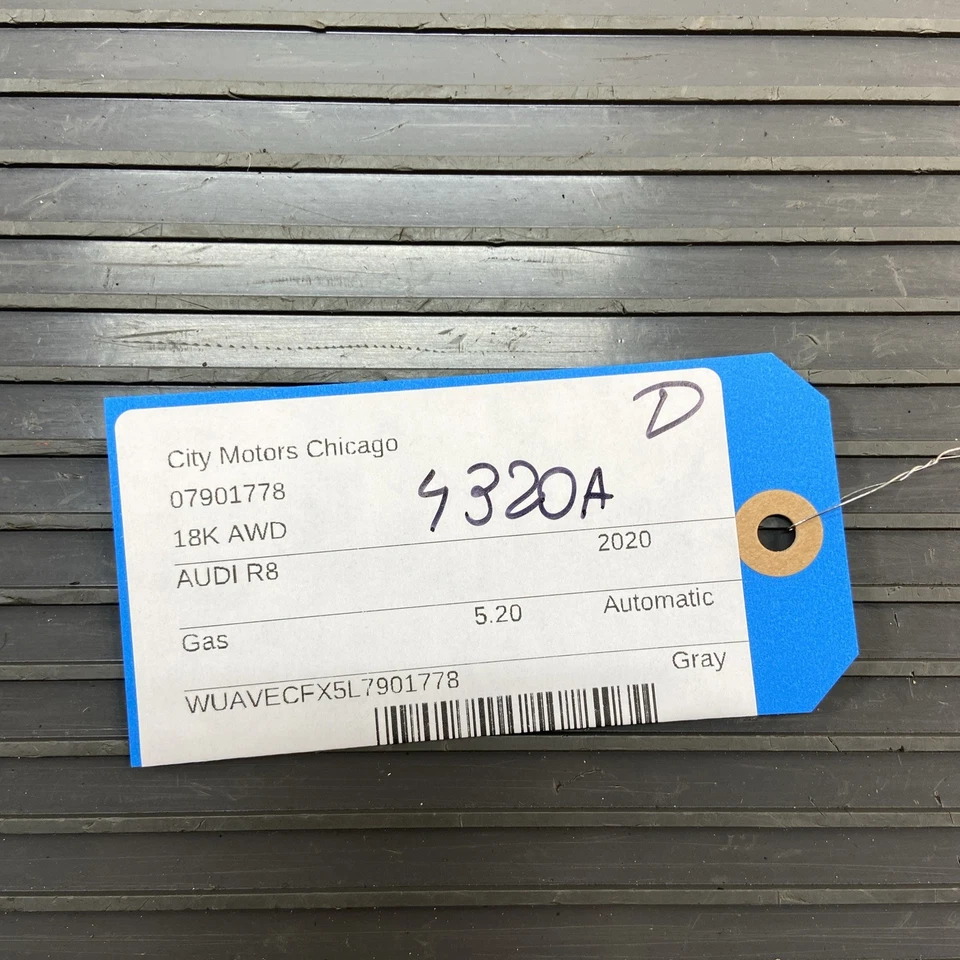 D
City Motors Chicago
07901778
4320A
18K AWD
2020
AUDI R8
5.20
Automatic
Gas
Gray
WUAVECFX5L7901778